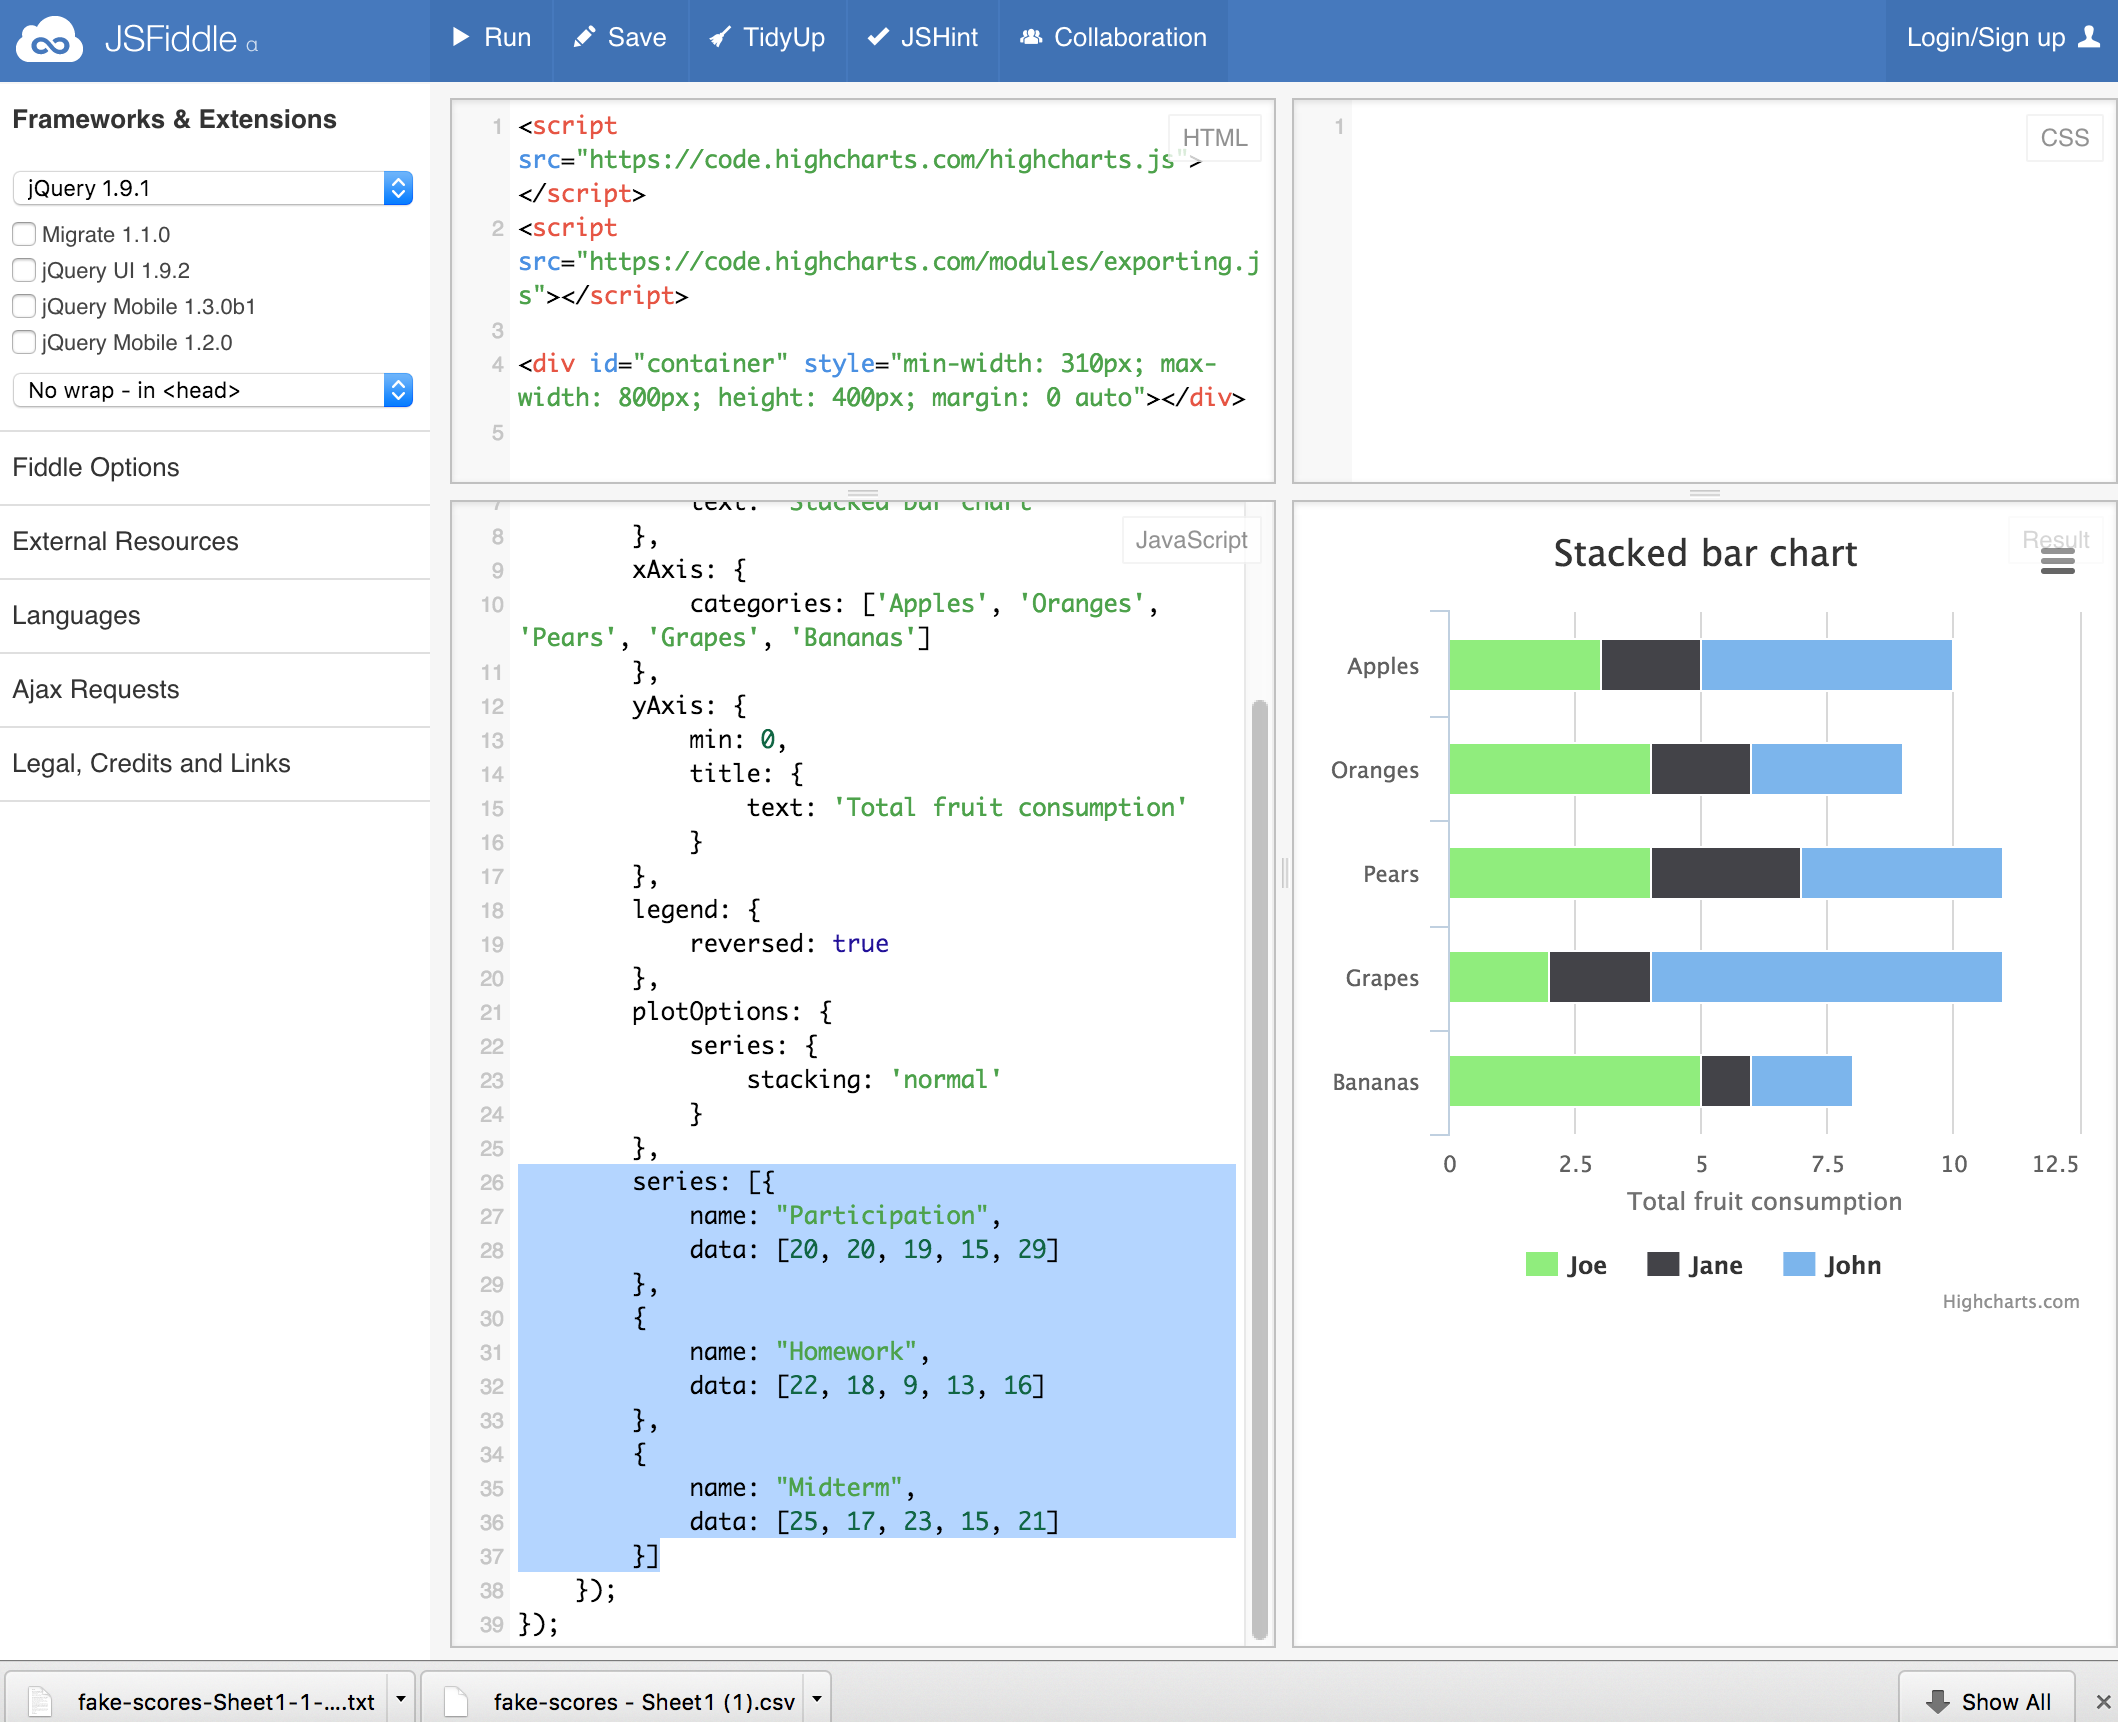 JSFiddle α
Run
Save
TidyUp
JSHint
Collaboration
Login/Sign up
Frameworks & Extensions
jQuery 1.9.1
Migrate 1.1.0
jQuery UI 1.9.2
jQuery Mobile 1.3.0b1
jQuery Mobile 1.2.0
No wrap - in <head>
Fiddle Options
External Resources
Languages
Ajax Requests
Legal, Credits and Links
HTML
1 <script
src="https://code.highcharts.com/highcharts.js">
</script>
2 <script
src="https://code.highcharts.com/modules/exporting.j
s"></script>
3
4 <div id="container" style="min-width: 310px; max-
width: 800px; height: 400px; margin: 0 auto"></div>
5
1
CSS
JavaScript
7 text: 'Stacked bar chart'
8 },
9 xAxis: {
10 categories: ['Apples', 'Oranges',
'Pears', 'Grapes', 'Bananas']
11 },
12 yAxis: {
13 min: 0,
14 title: {
15 text: 'Total fruit consumption'
16 }
17 },
18 legend: {
19 reversed: true
20 },
21 plotOptions: {
22 series: {
23 stacking: 'normal'
24 }
25 },
26 series: [{
27 name: "Participation",
28 data: [20, 20, 19, 15, 29]
29 },
30 {
31 name: "Homework",
32 data: [22, 18, 9, 13, 16]
33 },
34 {
35 name: "Midterm",
36 data: [25, 17, 23, 15, 21]
37 }]
38 });
39 });
Result
Stacked bar chart
Apples
Oranges
Pears
Grapes
Bananas
0 2.5 5 7.5 10 12.5
Total fruit consumption
Joe Jane John
Highcharts.com
fake-scores-Sheet1-1-....txt
fake-scores - Sheet1 (1).csv
Show All